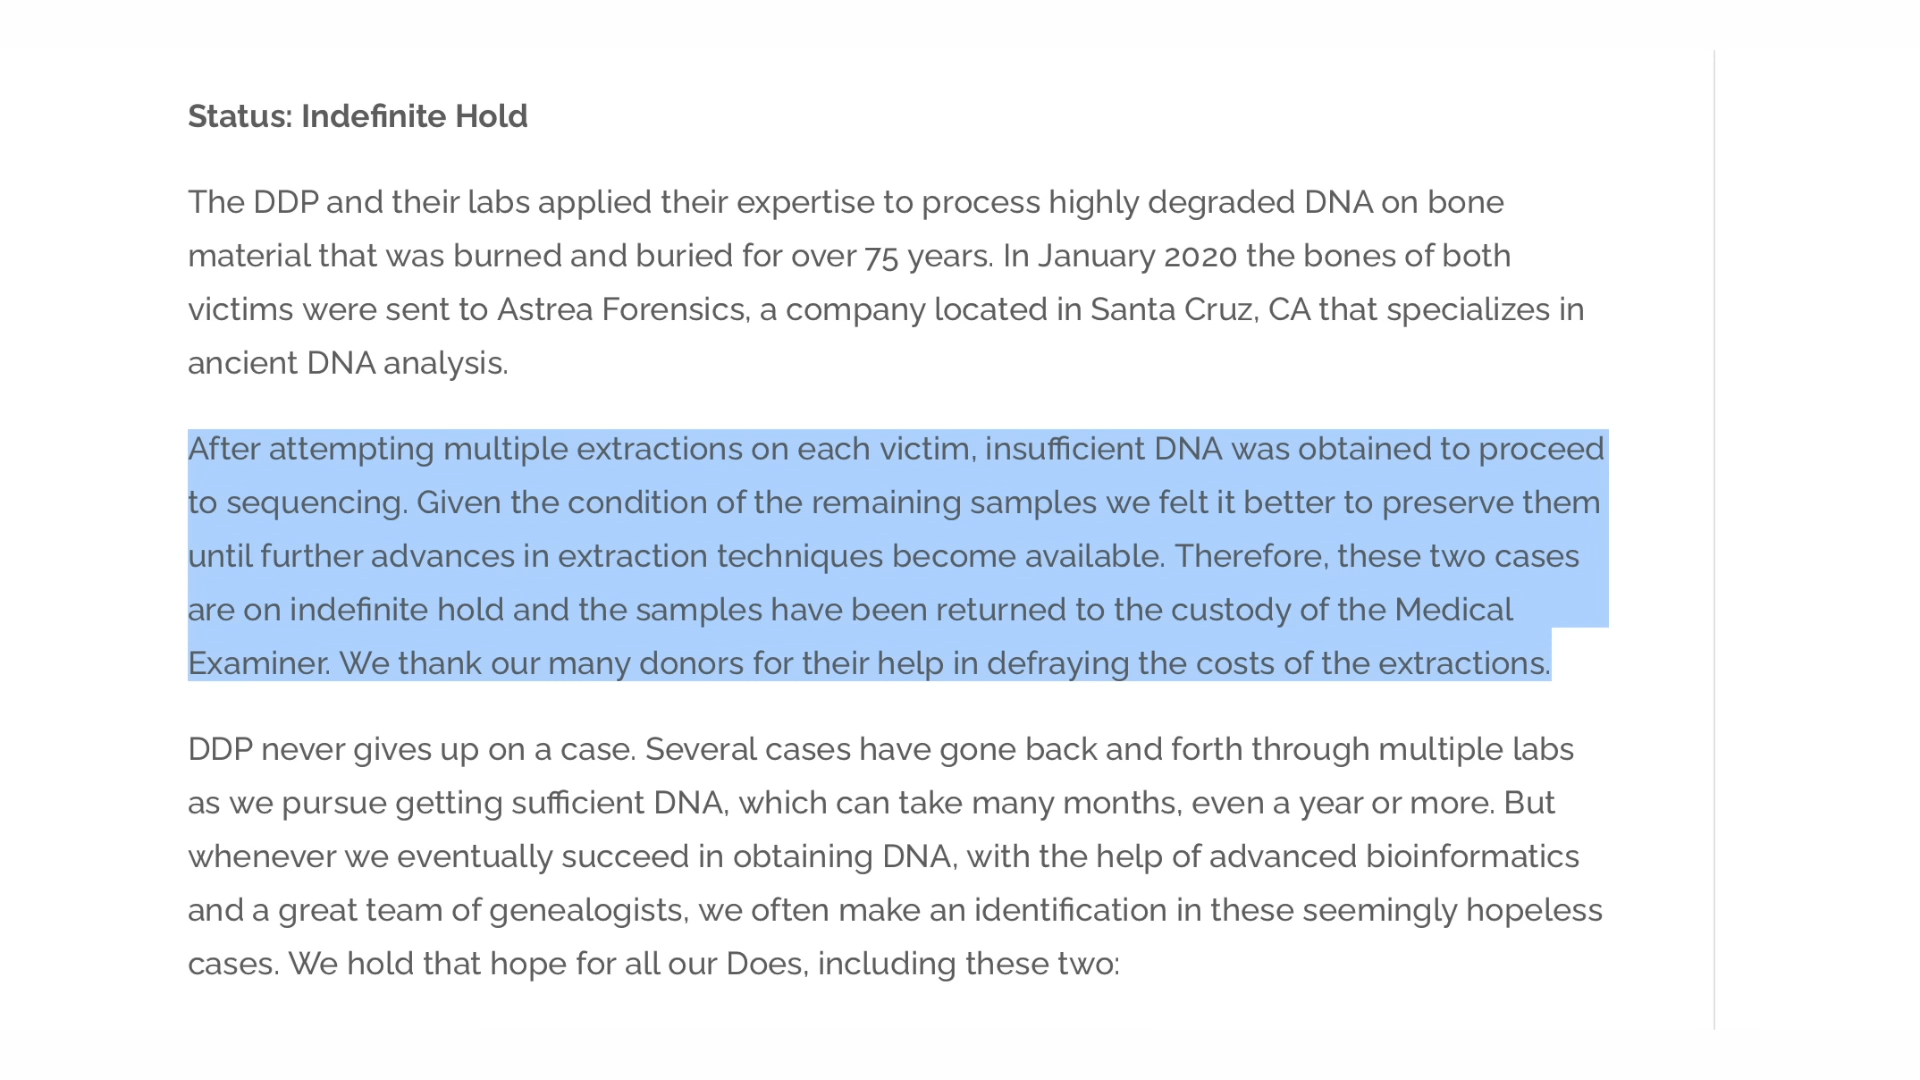 Status: Indefinite Hold
The DDP and their labs applied their expertise to process highly degraded DNA on bone
material that was burned and buried for over 75 years. In January 2020 the bones of both
victims were sent to Astrea Forensics, a company located in Santa Cruz, CA that specializes in
ancient DNA analysis.
After attempting multiple extractions on each victim, insufficient DNA was obtained to proceed
to sequencing. Given the condition of the remaining samples we felt it better to preserve them
until further advances in extraction techniques become available. Therefore, these two cases
are on indefinite hold and the samples have been returned to the custody of the Medical
Examiner. We thank our many donors for their help in defraying the costs of the extractions.
DDP never gives up on a case. Several cases have gone back and forth through multiple labs
as we pursue getting sufficient DNA, which can take many months, even a year or more. But
whenever we eventually succeed in obtaining DNA, with the help of advanced bioinformatics
and a great team of genealogists, we often make an identification in these seemingly hopeless
cases. We hold that hope for all our Does, including these two: